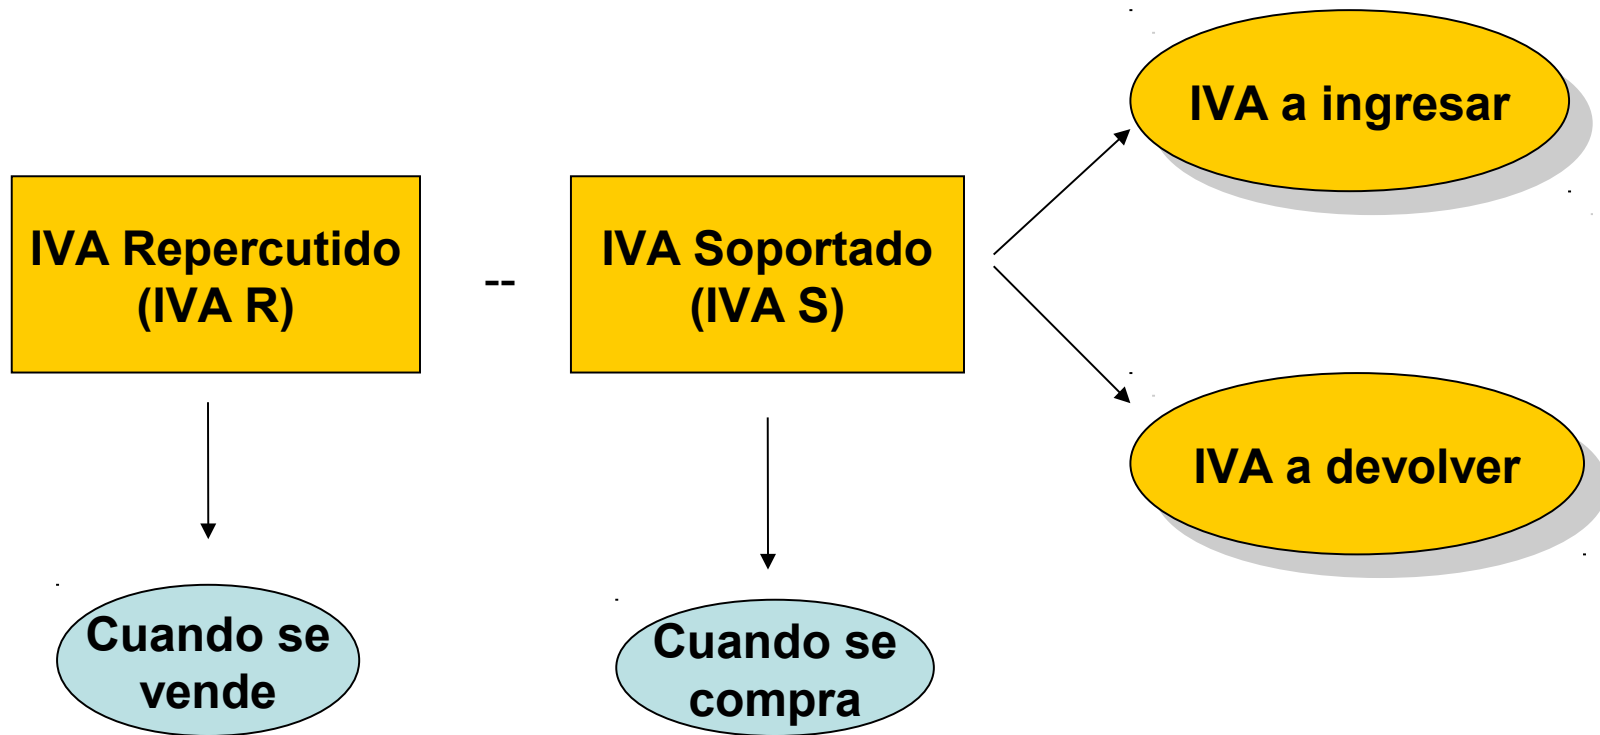 IVA a ingresar
IVA Repercutido
(IVA R)
--
IVA Soportado
(IVA S)
IVA a devolver
Cuando se
vende
Cuando se
compra